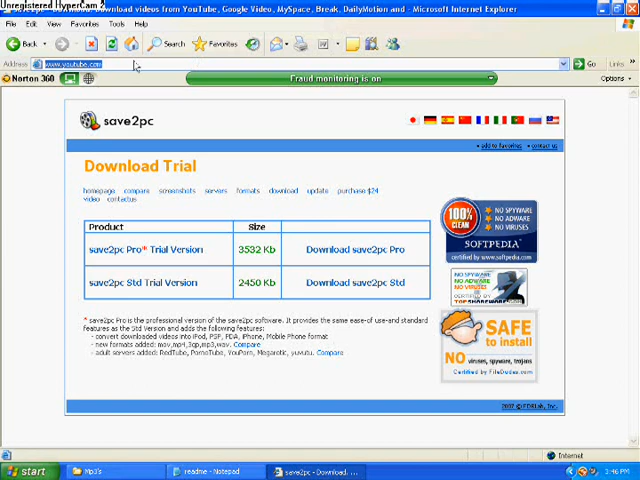 Unregistered HyperCam 2
download videos from YouTube, Google Video, MySpace, Break, DailyMotion and - Microsoft Internet Explorer
File Edit View Favorites Tools Help
Back Search Favorites
Address www.youtube.com Go Links »
Norton 360 Fraud monitoring is on Options
save2pc
add to favorites contact us
Download Trial
homepage compare screenshots servers formats download update purchase $24
video contactus
Product Size
save2pc Pro* Trial Version 3532 Kb Download save2pc Pro
save2pc Std Trial Version 2450 Kb Download save2pc Std
* save2pc Pro is the professional version of the save2pc software. It provides the same ease of use-and standard
features as the Std Version and adds the following features:
- convert downloaded videos into iPod, PSP, PDA, iPhone, Mobile Phone format
- new formats added: mov,mp4,3gp,mp3,wav. Compare
- adult servers added: RedTube, PornoTube, YouPorn, Megarotic, yuvutu. Compare
100% CLEAN
NO SPYWARE
NO ADWARE
NO VIRUSES
SOFTPEDIA
certified by www.softpedia.com
NO SPYWARE
NO ADWARE
NO VIRUSES
CERTIFIED BY
TOPSHAREWARE.com
SAFE
to install
NO viruses, spyware, trojans
Certified by FileDudes.com
Internet
start Mp3's readme - Notepad save2pc - Download, ... 3:46 PM